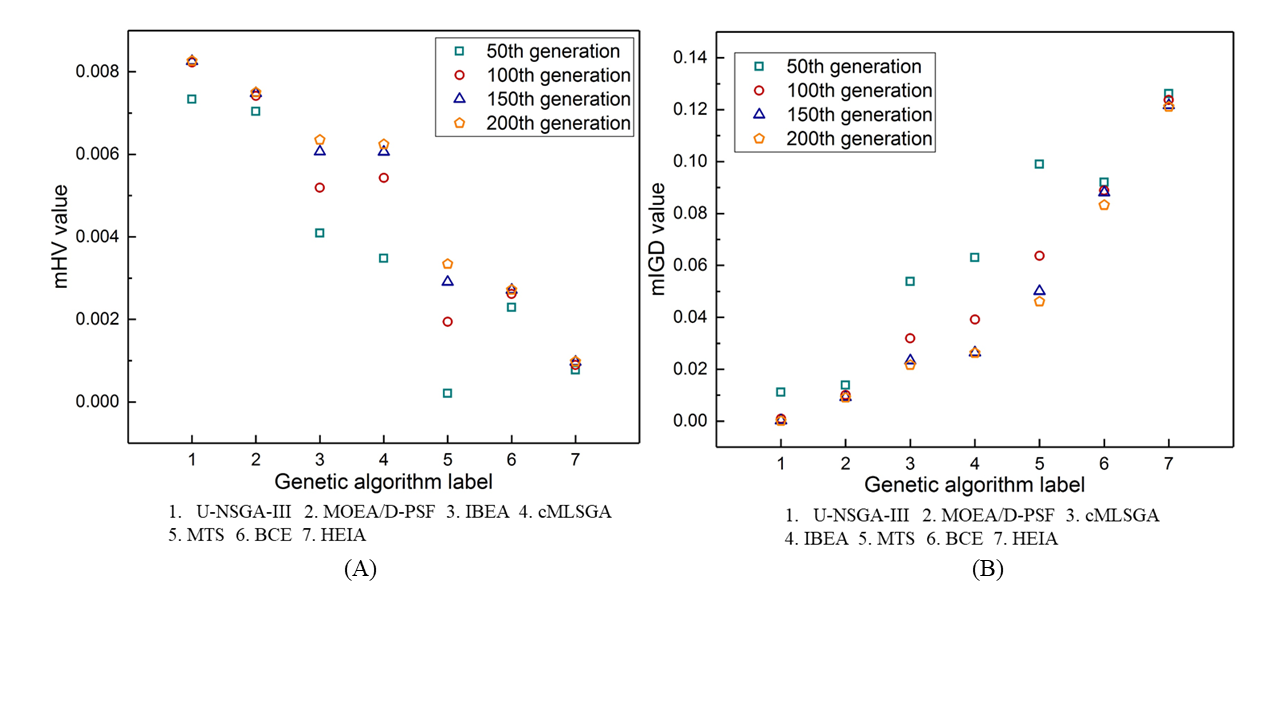 0.008
0.006
0.004
0.002
0.000
mHV value
50th generation
100th generation
150th generation
200th generation
1 2 3 4 5 6 7
Genetic algorithm label
1. U-NSGA-III 2. MOEA/D-PSF 3. IBEA 4. cMLSGA
5. MTS 6. BCE 7. HEIA
(A)
0.14
0.12
0.10
0.08
0.06
0.04
0.02
0.00
mIGD value
50th generation
100th generation
150th generation
200th generation
1 2 3 4 5 6 7
Genetic algorithm label
1. U-NSGA-III 2. MOEA/D-PSF 3. cMLSGA
4. IBEA 5. MTS 6. BCE 7. HEIA
(B)